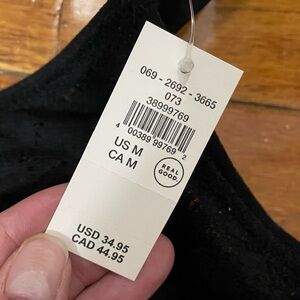 069 - 2692 - 3665
073
38999769
4 00389 99769 2
US M
CA M
REAL
GOOD.
USD 34.95
CAD 44.95